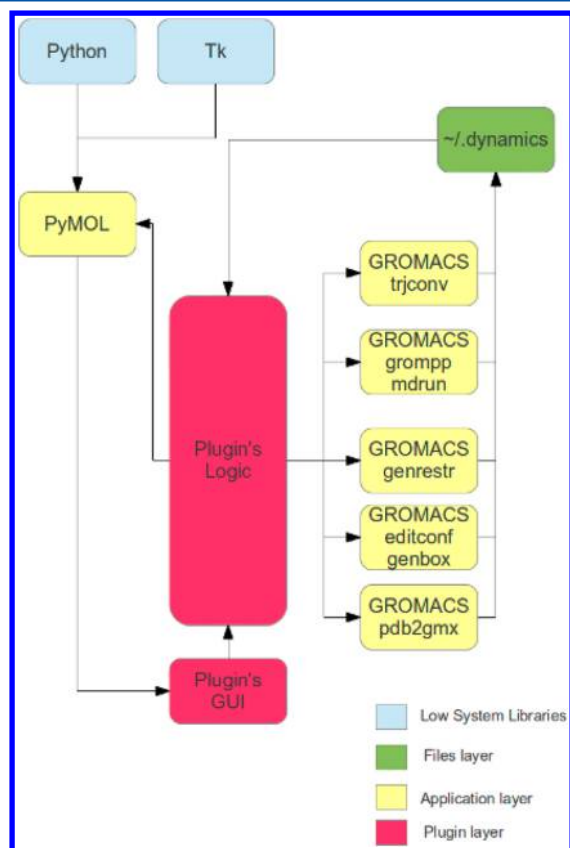 Python
Tk
~/.dynamics
PyMOL
GROMACS
trjconv
GROMACS
grompp
mdrun
Plugin's
Logic
GROMACS
genrestr
GROMACS
editconf
genbox
GROMACS
pdb2gmx
Plugin's
GUI
Low System Libraries
Files layer
Application layer
Plugin layer